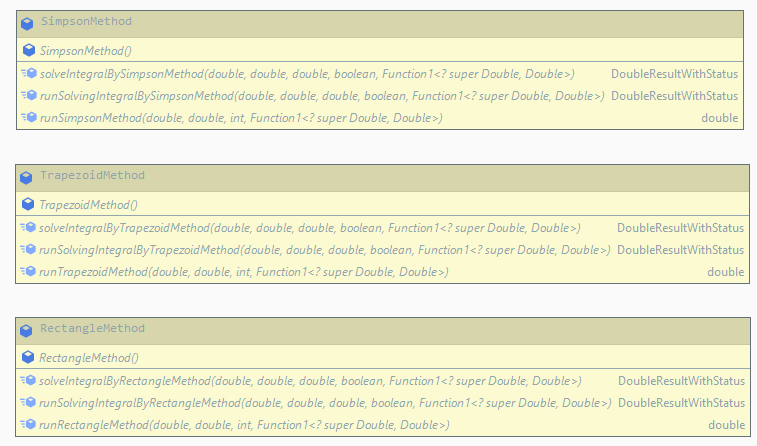 SimpsonMethod
SimpsonMethod()
solveIntegralBySimpsonMethod(double, double, double, boolean, Function1<? super Double, Double>) DoubleResultWithStatus
runSolvingIntegralBySimpsonMethod(double, double, double, boolean, Function1<? super Double, Double>) DoubleResultWithStatus
runSimpsonMethod(double, double, int, Function1<? super Double, Double>) double
TrapezoidMethod
TrapezoidMethod()
solveIntegralByTrapezoidMethod(double, double, double, boolean, Function1<? super Double, Double>) DoubleResultWithStatus
runSolvingIntegralByTrapezoidMethod(double, double, double, boolean, Function1<? super Double, Double>) DoubleResultWithStatus
runTrapezoidMethod(double, double, int, Function1<? super Double, Double>) double
RectangleMethod
RectangleMethod()
solveIntegralByRectangleMethod(double, double, double, boolean, Function1<? super Double, Double>) DoubleResultWithStatus
runSolvingIntegralByRectangleMethod(double, double, double, boolean, Function1<? super Double, Double>) DoubleResultWithStatus
runRectangleMethod(double, double, int, Function1<? super Double, Double>) double